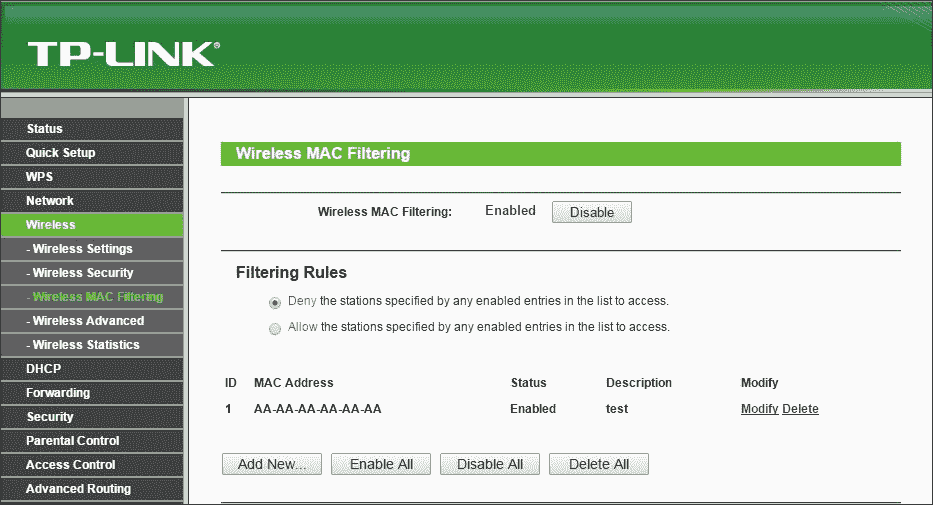 TP-LINK®
Status
Quick Setup
WPS
Network
Wireless
- Wireless Settings
- Wireless Security
- Wireless MAC Filtering
- Wireless Advanced
- Wireless Statistics
DHCP
Forwarding
Security
Parental Control
Access Control
Advanced Routing
Wireless MAC Filtering
Wireless MAC Filtering: Enabled Disable
Filtering Rules
Deny the stations specified by any enabled entries in the list to access.
Allow the stations specified by any enabled entries in the list to access.
ID MAC Address Status Description Modify
1 AA-AA-AA-AA-AA-AA Enabled test Modify Delete
Add New... Enable All Disable All Delete All